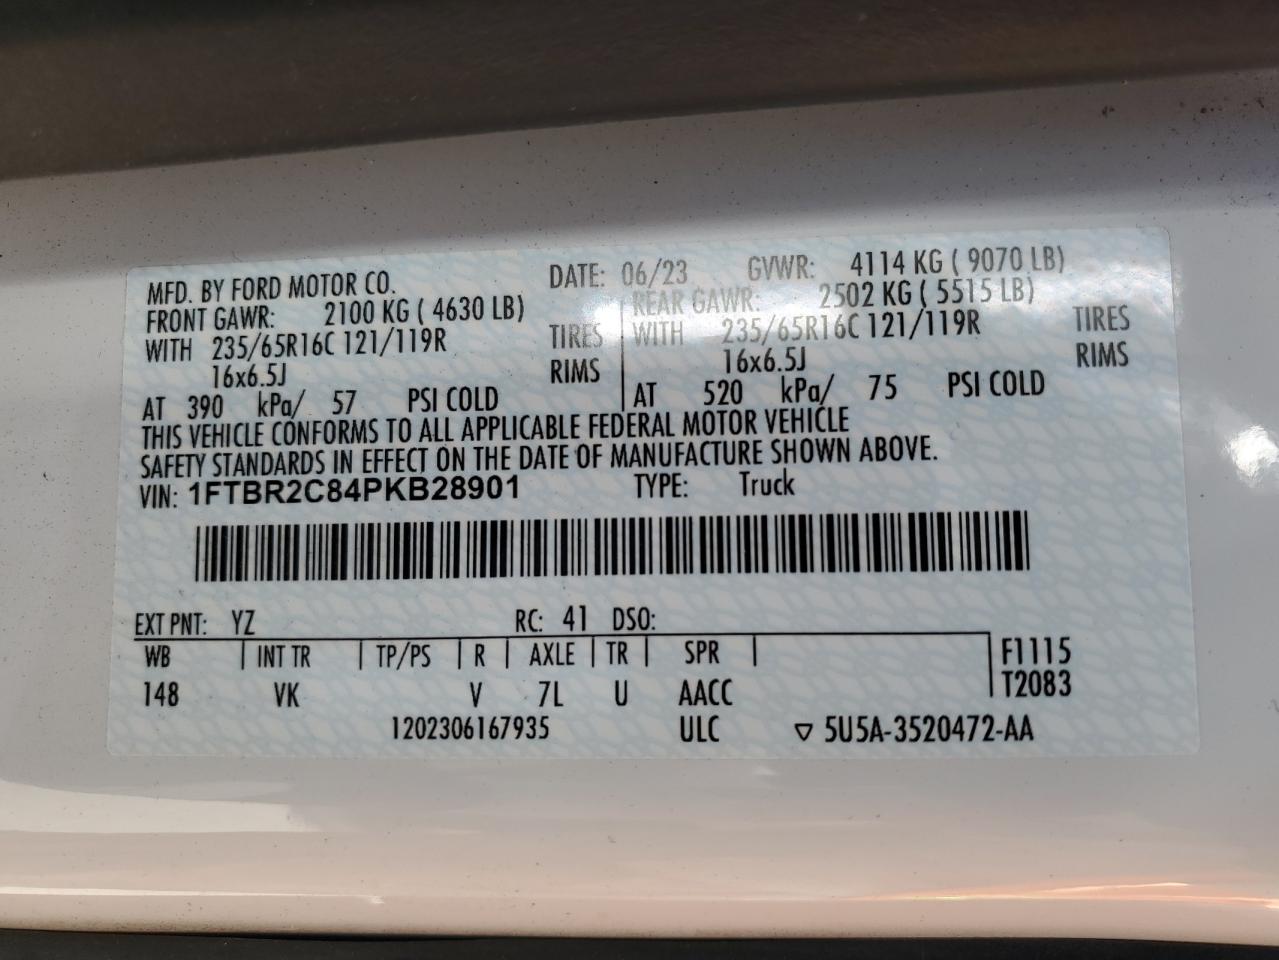 MFD. BY FORD MOTOR CO. DATE: 06/23 GVWR: 4114 KG ( 9070 LB)
FRONT GAWR: 2100 KG ( 4630 LB) REAR GAWR: 2502 KG ( 5515 LB)
WITH 235/65R16C 121/119R TIRES WITH 235/65R16C 121/119R TIRES
16x6.5J RIMS 16x6.5J RIMS
AT 390 kPa/ 57 PSI COLD AT 520 kPa/ 75 PSI COLD
THIS VEHICLE CONFORMS TO ALL APPLICABLE FEDERAL MOTOR VEHICLE
SAFETY STANDARDS IN EFFECT ON THE DATE OF MANUFACTURE SHOWN ABOVE.
VIN: 1FTBR2C84PKB28901 TYPE: Truck
EXT PNT: YZ RC: 41 DSO:
WB INT TR TP/PS R AXLE TR SPR F1115
148 VK V 7L U AACC T2083
1202306167935 ULC ▽ 5U5A-3520472-AA